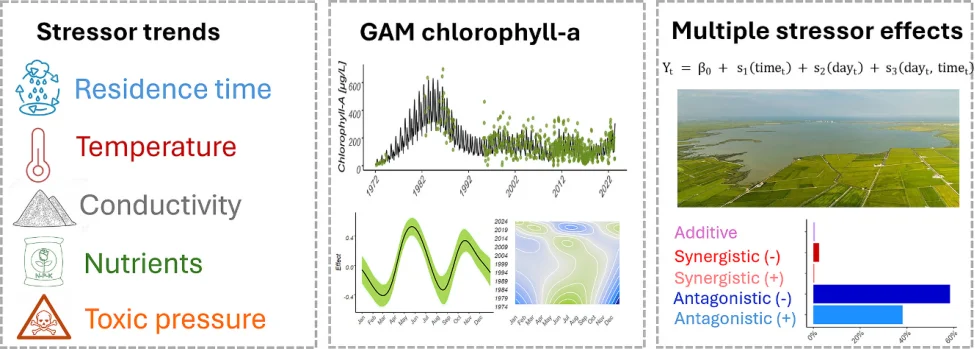 Stressor trends
Residence time
Temperature
Conductivity
Nutrients
N P K
Toxic pressure
GAM chlorophyll-a
Chlorophyll-A [µg/L]
600
400
200
0
1972
1982
1992
2002
2012
2022
Effect
0.4
0.0
-0.4
Jan Feb Mar Apr May Jun Jul Aug Sep Oct Nov Dec
2024
2019
2014
2009
2004
1999
1994
1989
1984
1979
1974
Jan Feb Mar Apr May Jun Jul Aug Sep Oct Nov Dec
Multiple stressor effects
Yt = β0 + s1(timet) + s2(dayt) + s3(dayt, timet)
Additive
Synergistic (-)
Synergistic (+)
Antagonistic (-)
Antagonistic (+)
0%
20%
40%
60%